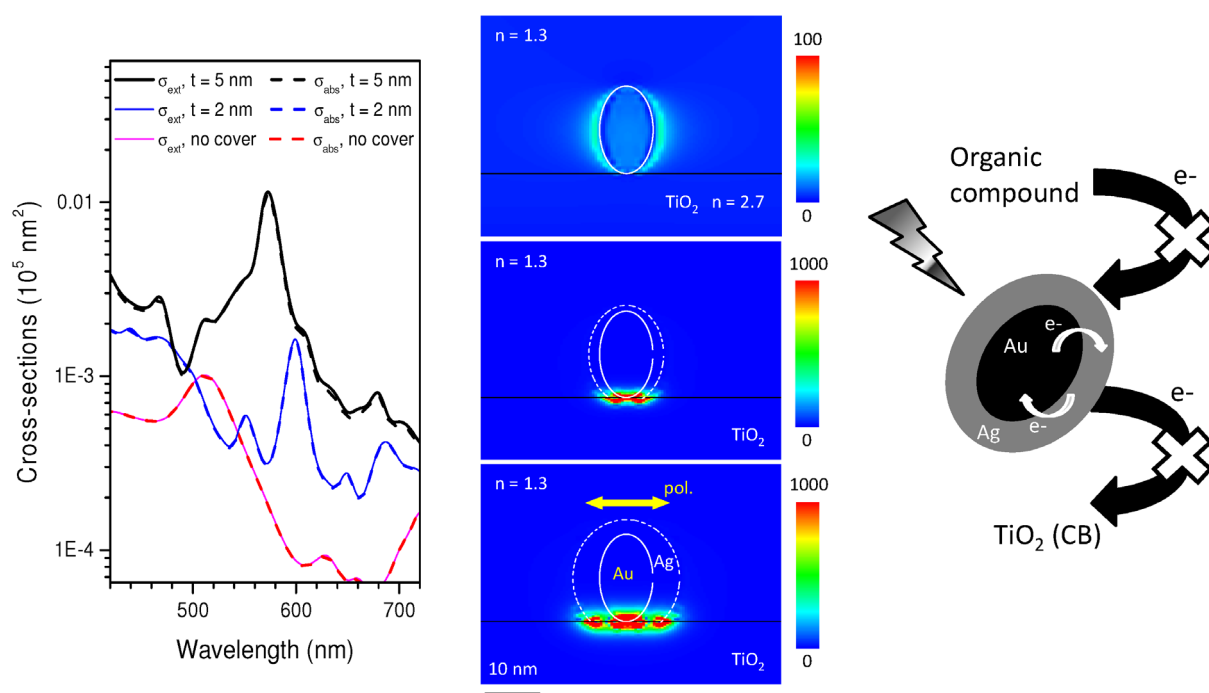 σext, t = 5 nm
σabs, t = 5 nm
σext, t = 2 nm
σabs, t = 2 nm
σext, no cover
σabs, no cover
0.01
1E-3
1E-4
Cross-sections (10⁵ nm²)
500
600
700
Wavelength (nm)
n = 1.3
TiO₂ n = 2.7
100
0
n = 1.3
TiO₂
1000
0
n = 1.3
pol.
Au
Ag
TiO₂
10 nm
1000
0
Organic
compound
e-
Au
e-
e-
Ag
e-
TiO₂ (CB)